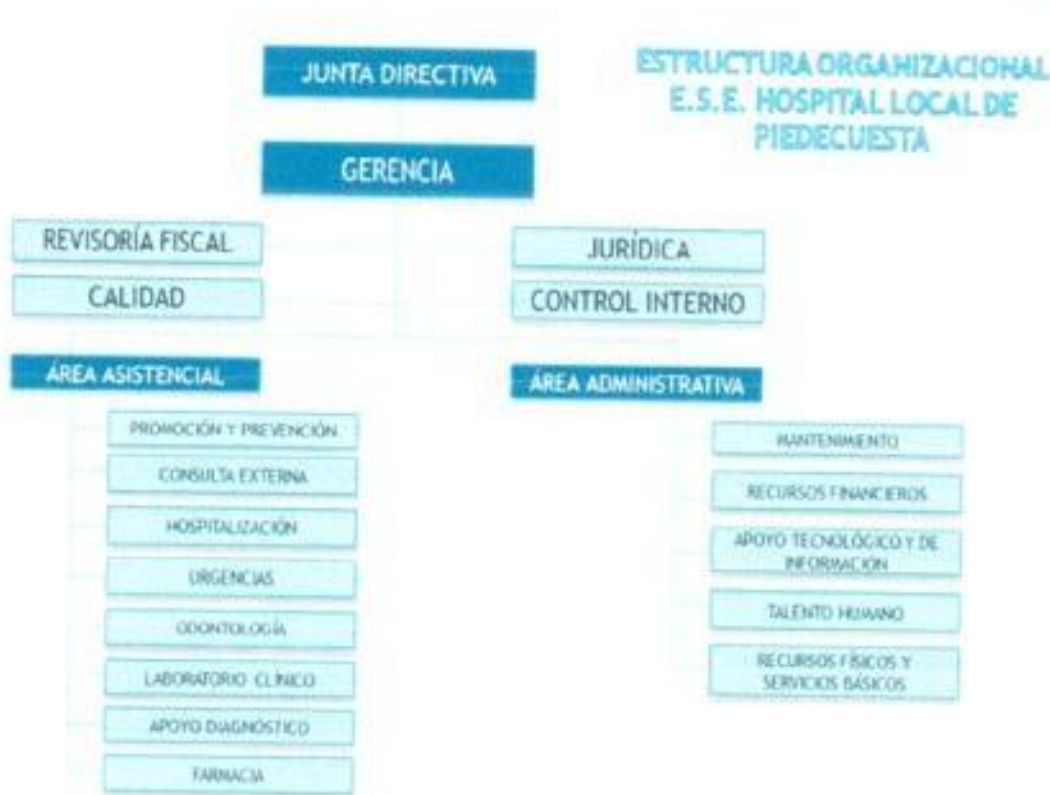 JUNTA DIRECTIVA
ESTRUCTURA ORGANIZACIONAL
E.S.E. HOSPITAL LOCAL DE
PIEDECUESTA
GERENCIA
REVISORÍA FISCAL
JURÍDICA
CALIDAD
CONTROL INTERNO
ÁREA ASISTENCIAL
PROMOCIÓN Y PREVENCIÓN
CONSULTA EXTERNA
HOSPITALIZACIÓN
URGENCIAS
ODONTOLOGÍA
LABORATORIO CLÍNICO
APOYO DIAGNOSTICO
FARMACIA
ÁREA ADMINISTRATIVA
MANTENIMIENTO
RECURSOS FINANCIEROS
APOYO TECNOLÓGICO Y DE
INFORMACIÓN
TALENTO HUMANO
RECURSOS FÍSICOS Y
SERVICIOS BÁSICOS